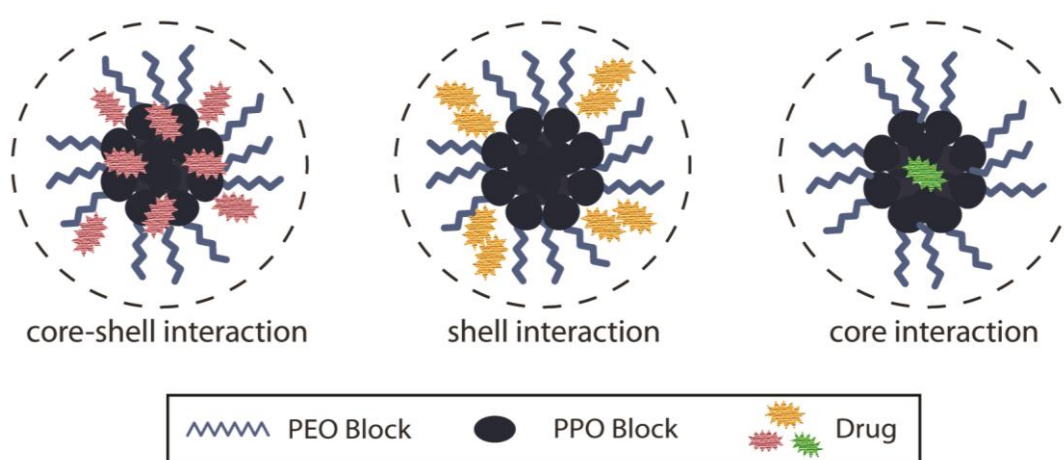 core-shell interaction
shell interaction
core interaction
PEO Block
PPO Block
Drug